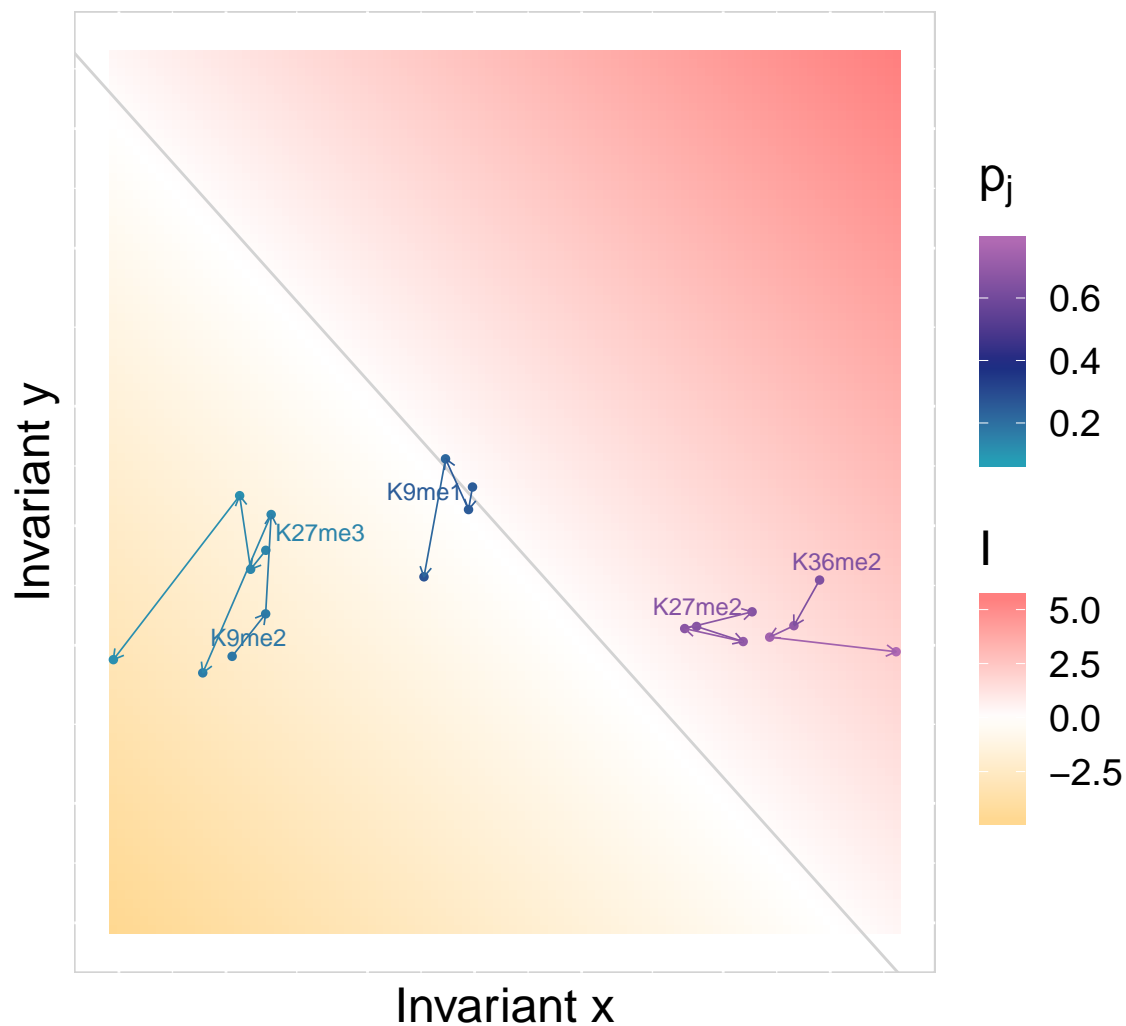 Invariant y
K9me1
K27me3
K36me2
K27me2
K9me2
Invariant x
pj
0.6
0.4
0.2
I
5.0
2.5
0.0
−2.5